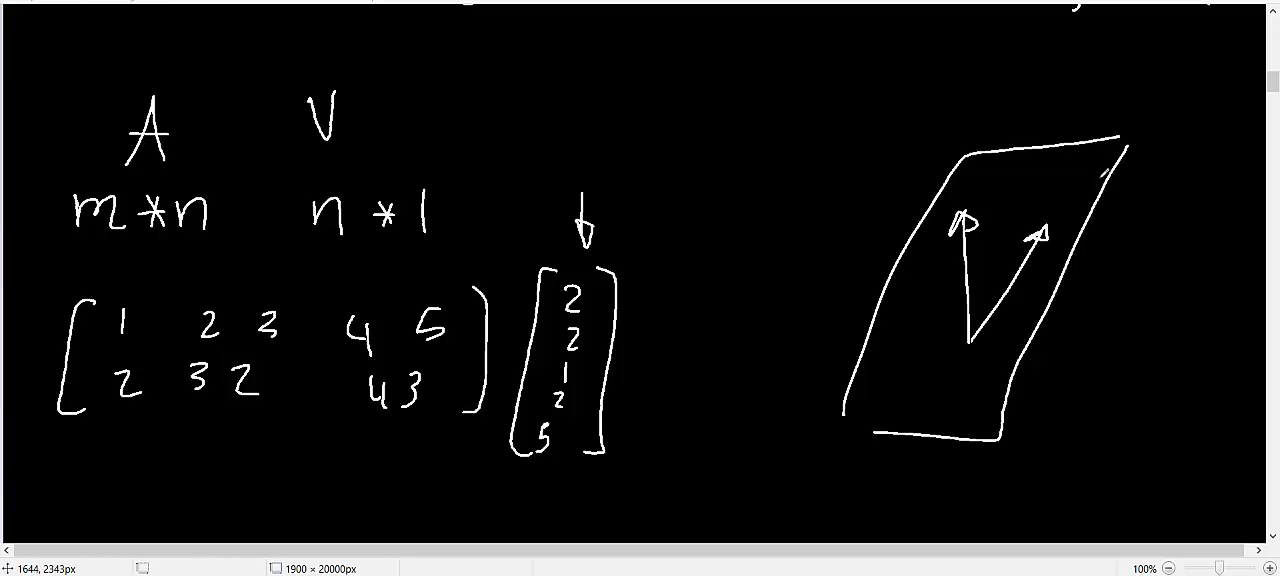 A V
m*n n*1
1 2 3 4 5
2 3 2 4 3
2
2
1
2
5
1644, 2343px 1900 × 20000px 100%